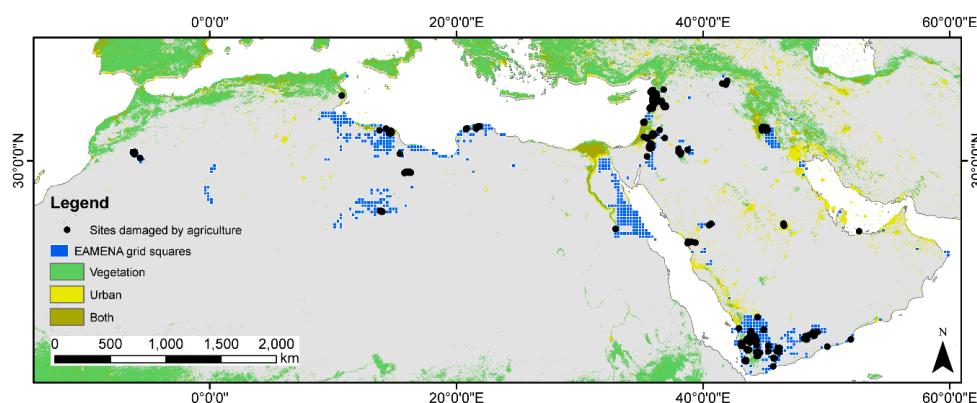 0°0'0"
20°0'0"E
40°0'0"E
60°0'0"E
30°0'0"N
30°0'0"N
Legend
Sites damaged by agriculture
EAMENA grid squares
Vegetation
Urban
Both
0 500 1,000 1,500 2,000
km
N
0°0'0"
20°0'0"E
40°0'0"E
60°0'0"E